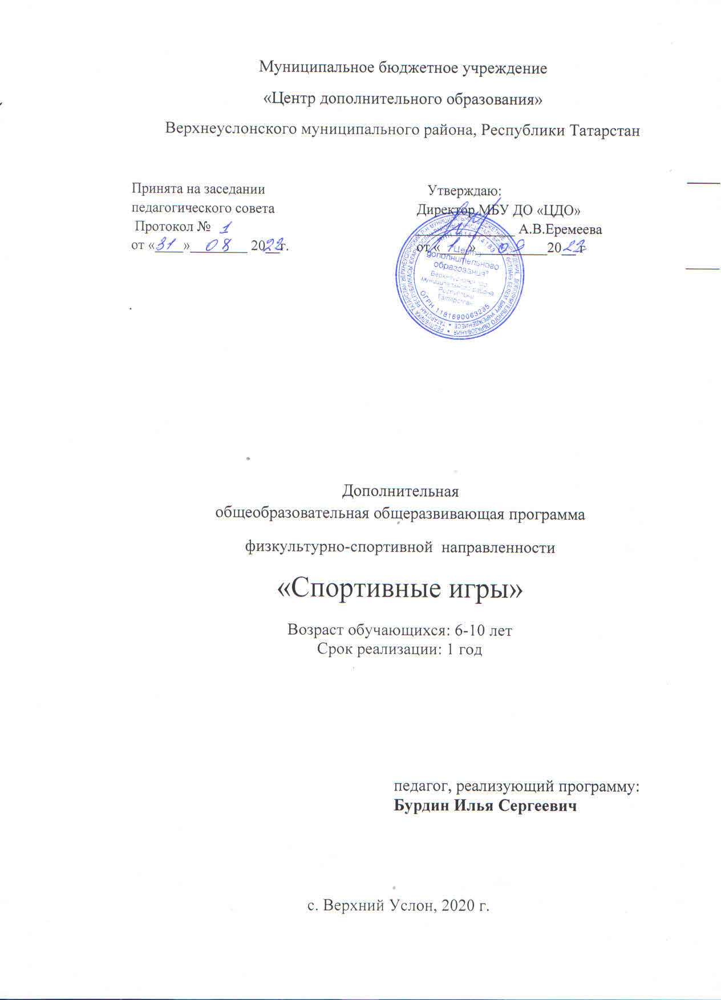 Муниципальное бюджетное учреждение
«Центр дополнительного образования»
Верхнеуслонского муниципального района, Республики Татарстан
Принята на заседании
педагогического совета
Протокол № 1
от «31» 08 2022 г.
Утверждаю:
Директор МБУ ДО «ЦДО»
А.В.Еремеева
от « 1 » 09 2022 г
"Центр
дополнительного
образования"
Верхнеуслонского
муниципального района
Республики
Татарстан
ОГРН 1181690063235
Дополнительная
общеобразовательная общеразвивающая программа
физкультурно-спортивной направленности
«Спортивные игры»
Возраст обучающихся: 6-10 лет
Срок реализации: 1 год
педагог, реализующий программу:
Бурдин Илья Сергеевич
с. Верхний Услон, 2020 г.